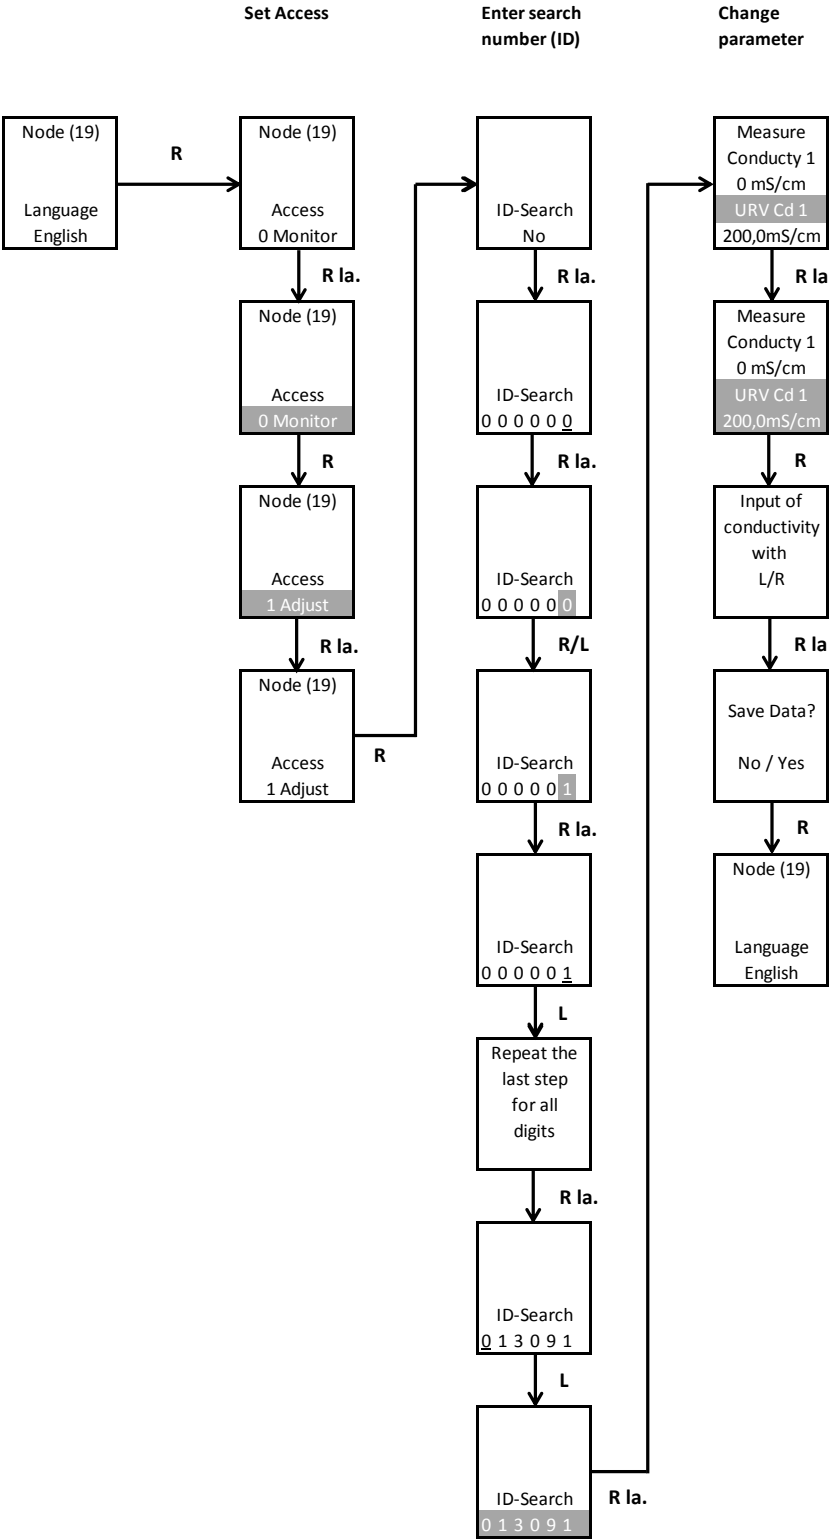 Set Access
Enter search
number (ID)
Change
parameter
Node (19)
Language
English
R
Node (19)
Access
0 Monitor
R la.
Node (19)
Access
0 Monitor
R
Node (19)
Access
1 Adjust
R la.
Node (19)
Access
1 Adjust
R
ID-Search
No
R la.
ID-Search
0 0 0 0 0 0
R la.
ID-Search
0 0 0 0 0 0
R/L
ID-Search
0 0 0 0 0 1
R la.
ID-Search
0 0 0 0 0 1
L
Repeat the
last step
for all
digits
R la.
ID-Search
0 1 3 0 9 1
L
ID-Search
0 1 3 0 9 1
R la.
Measure
Conducty 1
0 mS/cm
URV Cd 1
200,0mS/cm
R la
Measure
Conducty 1
0 mS/cm
URV Cd 1
200,0mS/cm
R
Input of
conductivity
with
L/R
R la
Save Data?
No / Yes
R
Node (19)
Language
English